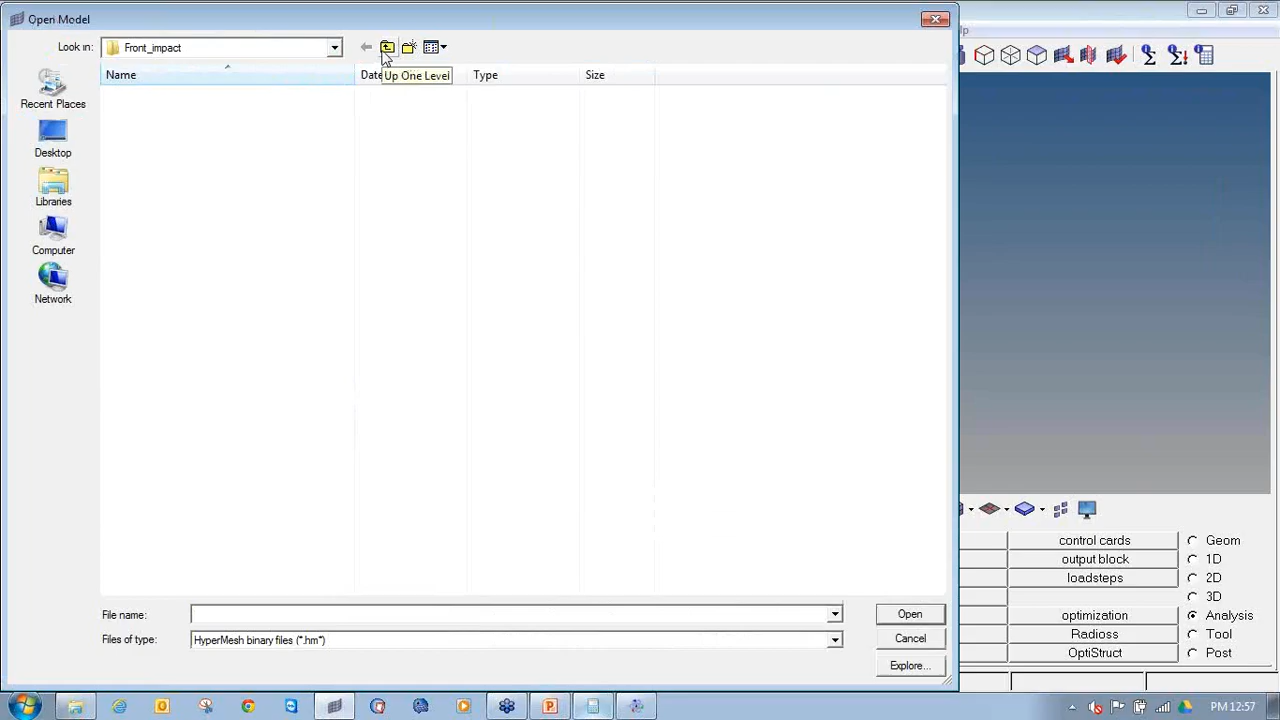 Open Model
lp
Look in:
Front_impact
Name
Date
Type
Size
Up One Level
Recent Places
Desktop
Libraries
Computer
Network
File name:
Open
Files of type:
HyperMesh binary files (*.hm*)
Cancel
Explore...
control cards
Geom
output block
1D
loadsteps
2D
3D
optimization
Analysis
Radioss
Tool
OptiStruct
Post
PM 12:57